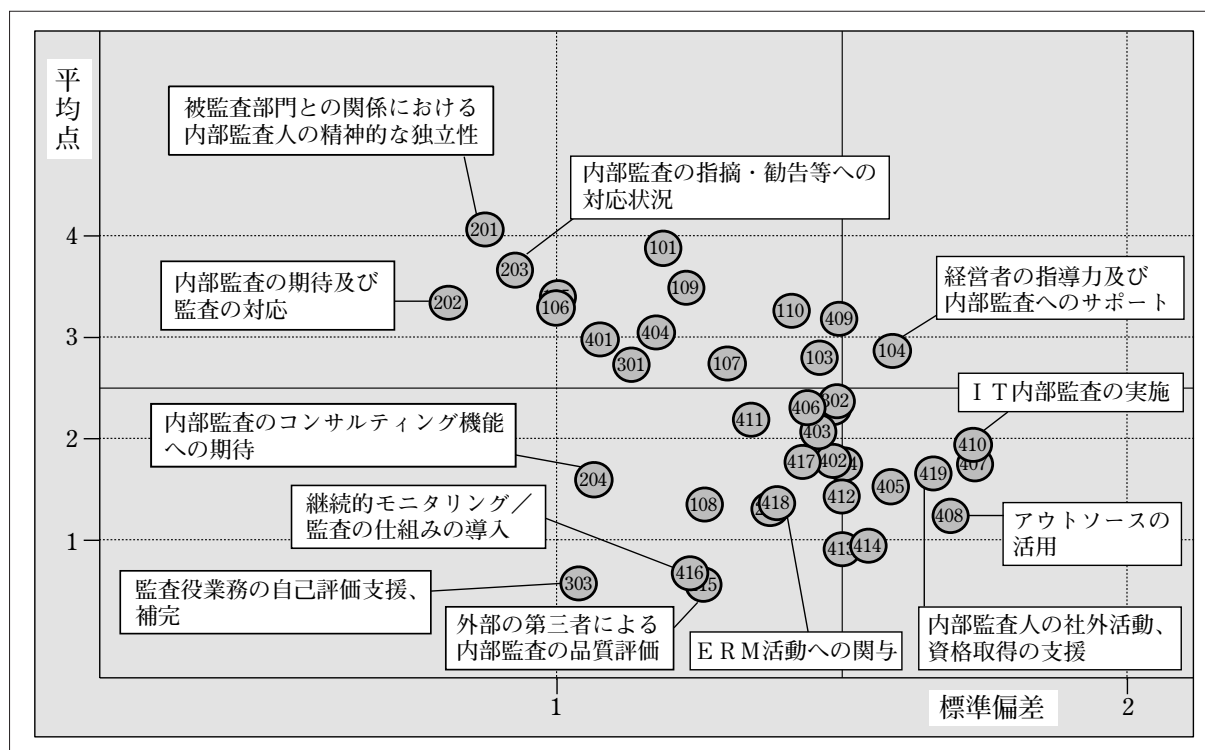 平均点
被監査部門との関係における
内部監査人の精神的な独立性
内部監査の指摘・勧告等への
対応状況
201
4
101
203
内部監査の期待及び
監査の対応
202
109
経営者の指導力及び
内部監査へのサポート
106
110
409
404
401
3
104
103
301
107
ＩＴ内部監査の実施
302
406
411
403
内部監査のコンサルティング機能
への期待
2
410
417
402
407
419
204
405
継続的モニタリング／
監査の仕組みの導入
412
108
418
408
アウトソースの
活用
1
413
414
416
監査役業務の自己評価支援、
補完
303
外部の第三者による
内部監査の品質評価
ＥＲＭ活動への関与
内部監査人の社外活動、
資格取得の支援
1
標準偏差
2